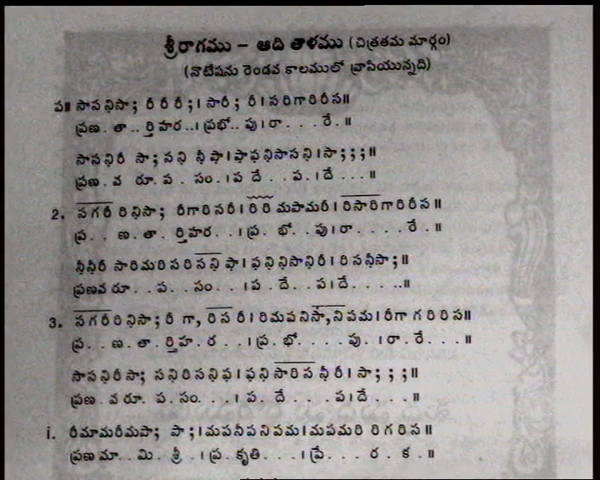 శ్రీరాగము – ఆది తాళము (చిత్రతమ మార్గం)
(నొటేషను రెండవ కాలములో వ్రాసియున్నది)
ప॥ సాసనిసా; రీరీరీ; । సారీ; రీ। సరిగారిరీస॥
ప్రణ . తా .. ర్తిహర .. । ప్రభో .. పు। రా . . . రే . ॥
సాసనిరీ సా; పని నీపా। పాపనిసాసని। సా; ; ; ॥
ప్రణ . వ రూ. ప . సం. । ప దే . . ప . । దే . . . ॥
2. సగరీరినిసా; రీగారిసరీ। రిరి మపామరీ। రిసారిగారిరీస॥
ప్ర . . ణ . తా . ర్తిహర . . । ప్ర . భో . . పు। రా . . . . రే . ॥
నీనీరీ సారిమరిపరిసని పా। పనినిసానిరీ। రిసనీసా; ॥
ప్రణవ రూ . . ప . . సం . . । ప . దే. . ప. । దే . . . . . ॥
3. సగరీరినిసా; రీ గా, రిస రీ। రిమపనిసా, నిపమ। రీగా గరిరిస॥
ప్ర . . ణ . తా . ర్తిహ . ర . . । ప్ర . భో . . . . పు . । రా . రే . . . ॥
సాసనిరీసా; సనిరిసనిప। పని సారిస నీరీ। సా; ; ; ॥
ప్రణ . వ రూ. ప . సం. . . । ప . దే . . . ప। దే . . . ॥
i. రీమామరీమపా; పా; । మపనీపనిపమ। మపమరి రిగరిస॥
ప్రణ మా . . మి . శ్రీ . । ప్ర . కృతి . . . । ప్రే . . ర . క . ॥